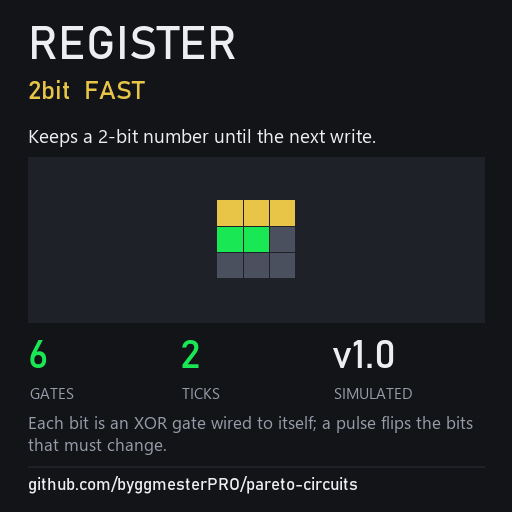 REGISTER
2bit FAST
Keeps a 2-bit number until the next write.
6 2 v1.0
GATES TICKS SIMULATED
Each bit is an XOR gate wired to itself; a pulse flips the bits
that must change.
github.com/byggmesterPRO/pareto-circuits